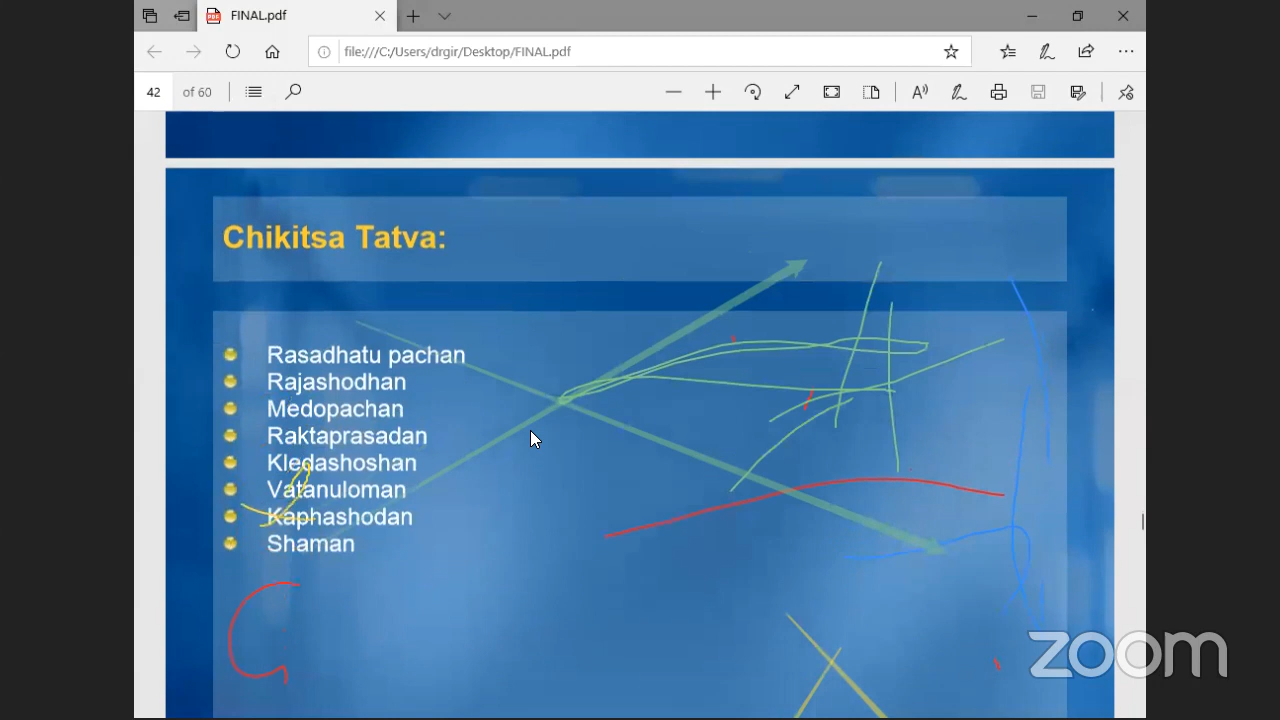 FINAL.pdf
file:///C:/Users/drgir/Desktop/FINAL.pdf
42 of 60
Chikitsa Tatva:
Rasadhatu pachan
Rajashodhan
Medopachan
Raktaprasadan
Kledashoshan
Vatanuloman
Kaphashodan
Shaman
zoom